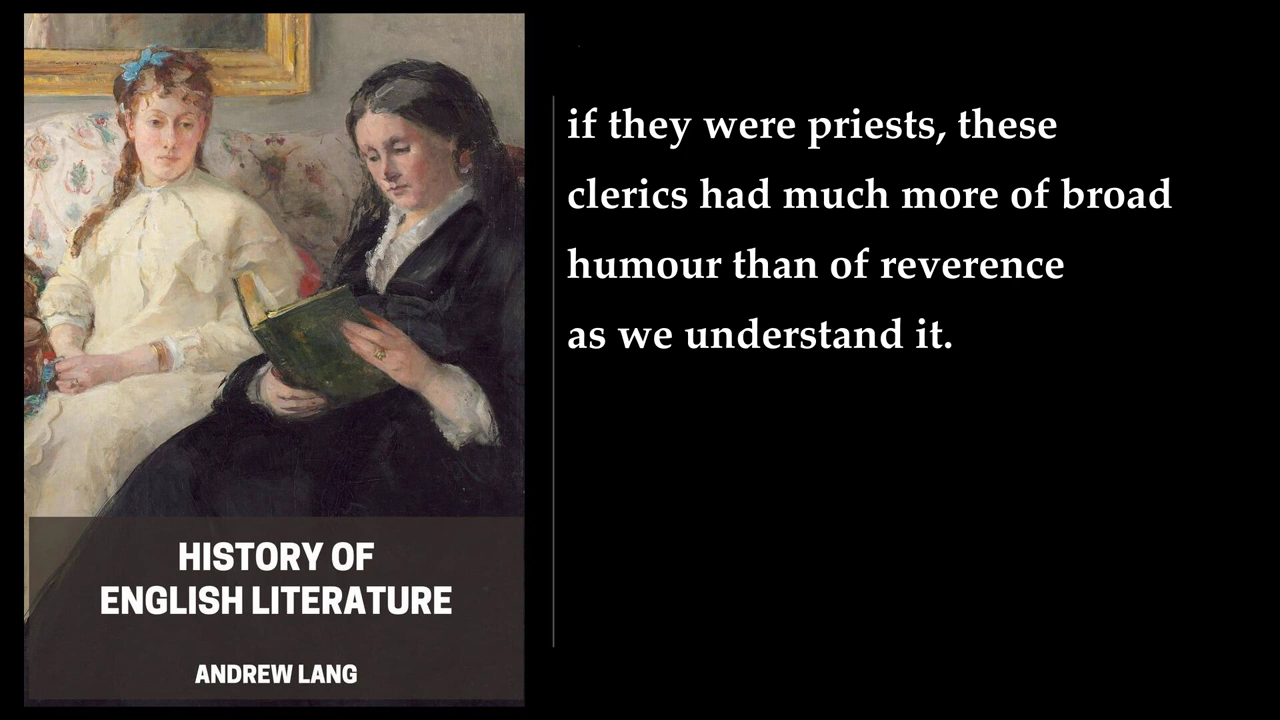 if they were priests, these
clerics had much more of broad
humour than of reverence
as we understand it.
HISTORY OF
ENGLISH LITERATURE
ANDREW LANG